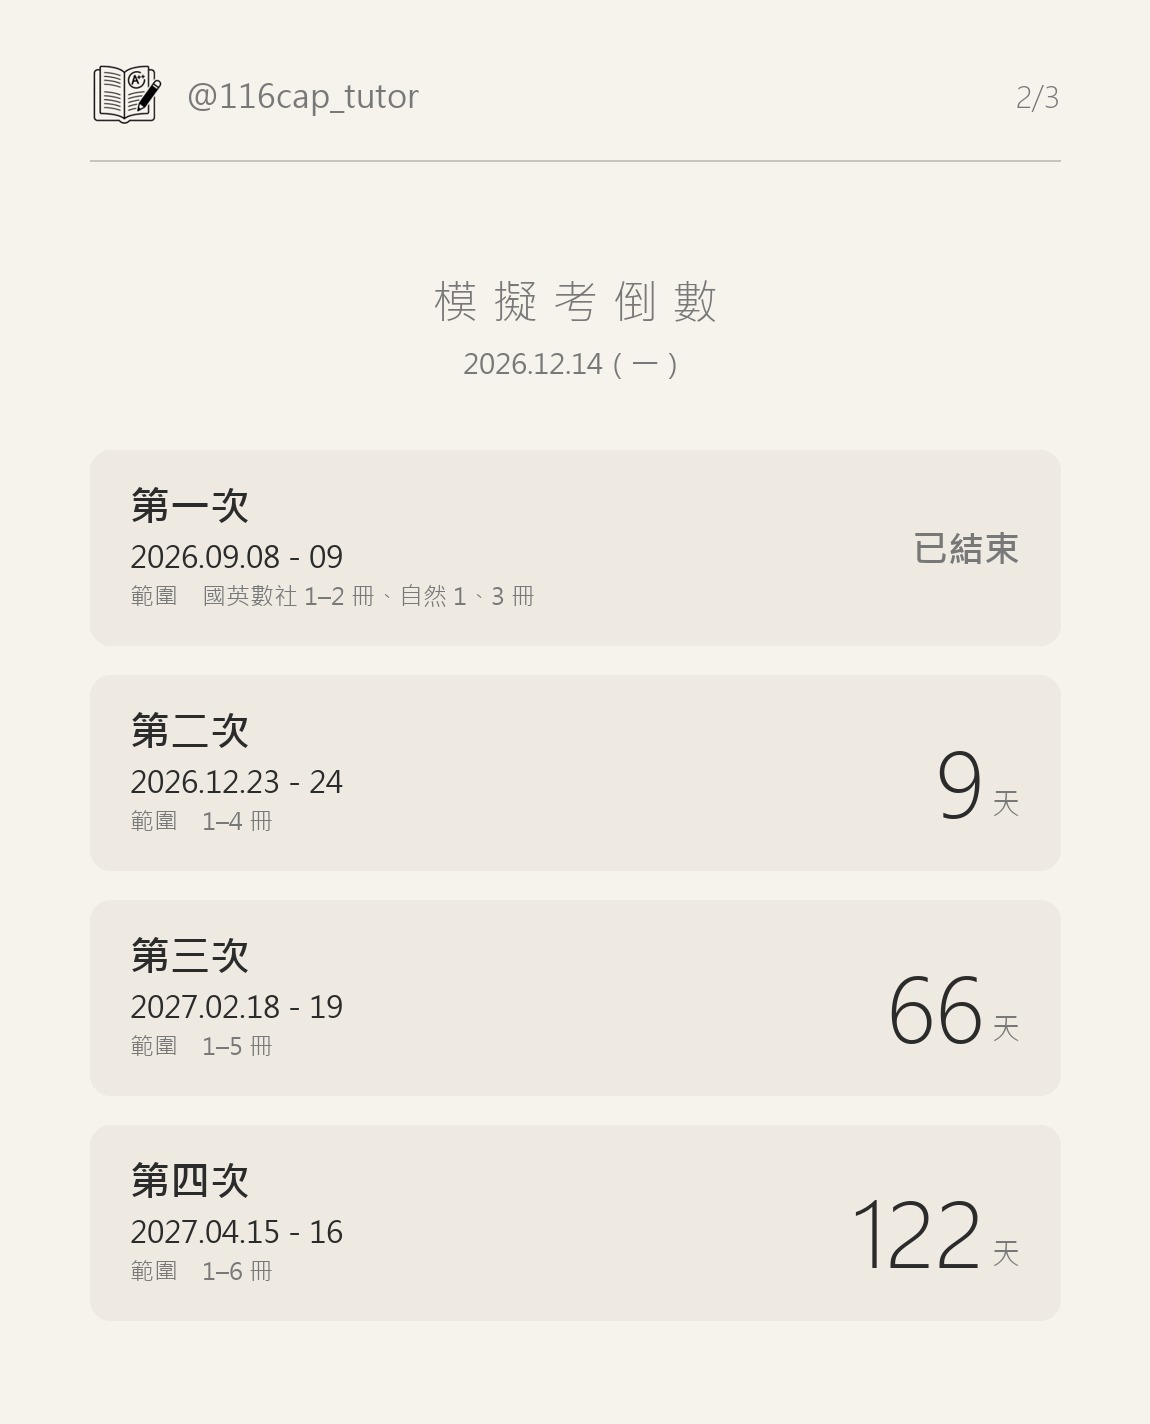 A++
@116cap_tutor
2/3
模擬考倒數
2026.12.14 ( 一 )
第一次
2026.09.08 - 09
範圍　國英數社 1–2 冊、自然 1、3 冊
已結束
第二次
2026.12.23 - 24
範圍　1–4 冊
9 天
第三次
2027.02.18 - 19
範圍　1–5 冊
66 天
第四次
2027.04.15 - 16
範圍　1–6 冊
122 天